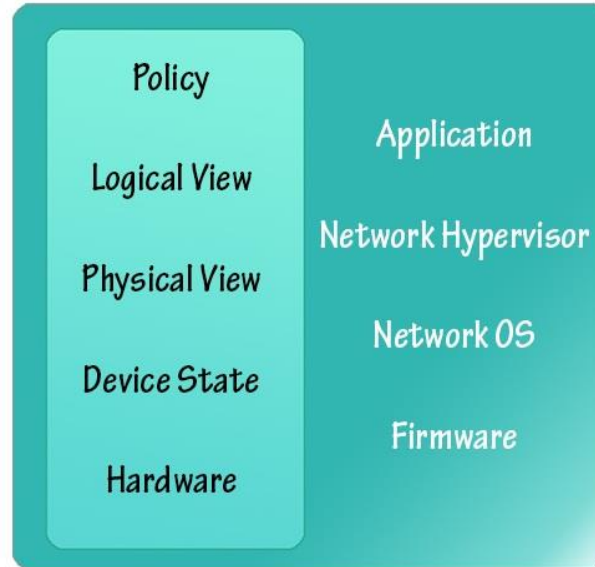 Policy
Logical View
Physical View
Device State
Hardware
Application
Network Hypervisor
Network OS
Firmware